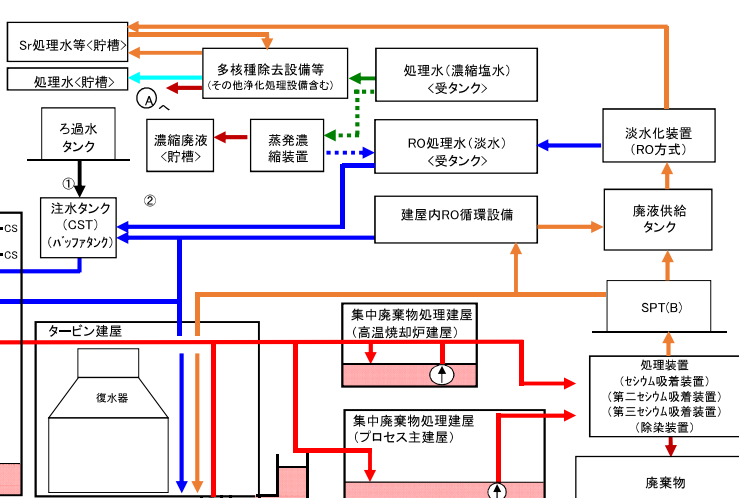 Sr処理水等<貯槽>
処理水<貯槽>
Ⓐへ
ろ過水
タンク
①
②
多核種除去設備等
(その他浄化処理設備含む)
処理水(濃縮塩水)
<受タンク>
濃縮廃液
<貯槽>
蒸発濃
縮装置
RO処理水(淡水)
<受タンク>
淡水化装置
(RO方式)
注水タンク
(CST)
(バッファタンク)
建屋内RO循環設備
廃液供給
タンク
CS
CS
SPT(B)
タービン建屋
復水器
集中廃棄物処理建屋
(高温焼却炉建屋)
処理装置
(セシウム吸着装置)
(第二セシウム吸着装置)
(第三セシウム吸着装置)
(除染装置)
集中廃棄物処理建屋
(プロセス主建屋)
廃棄物